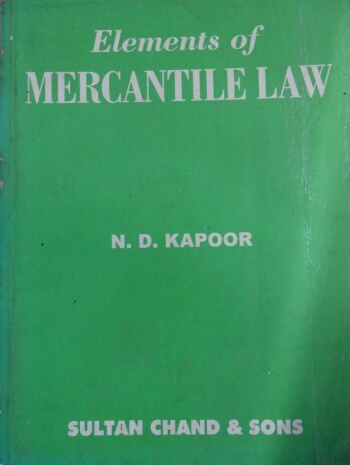 Elements of
MERCANTILE LAW
N. D. KAPOOR
SULTAN CHAND & SONS